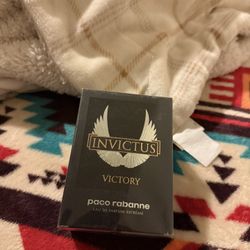 INVICTUS
VICTORY
paco rabanne
EAU DE PARFUM EXTRÊME